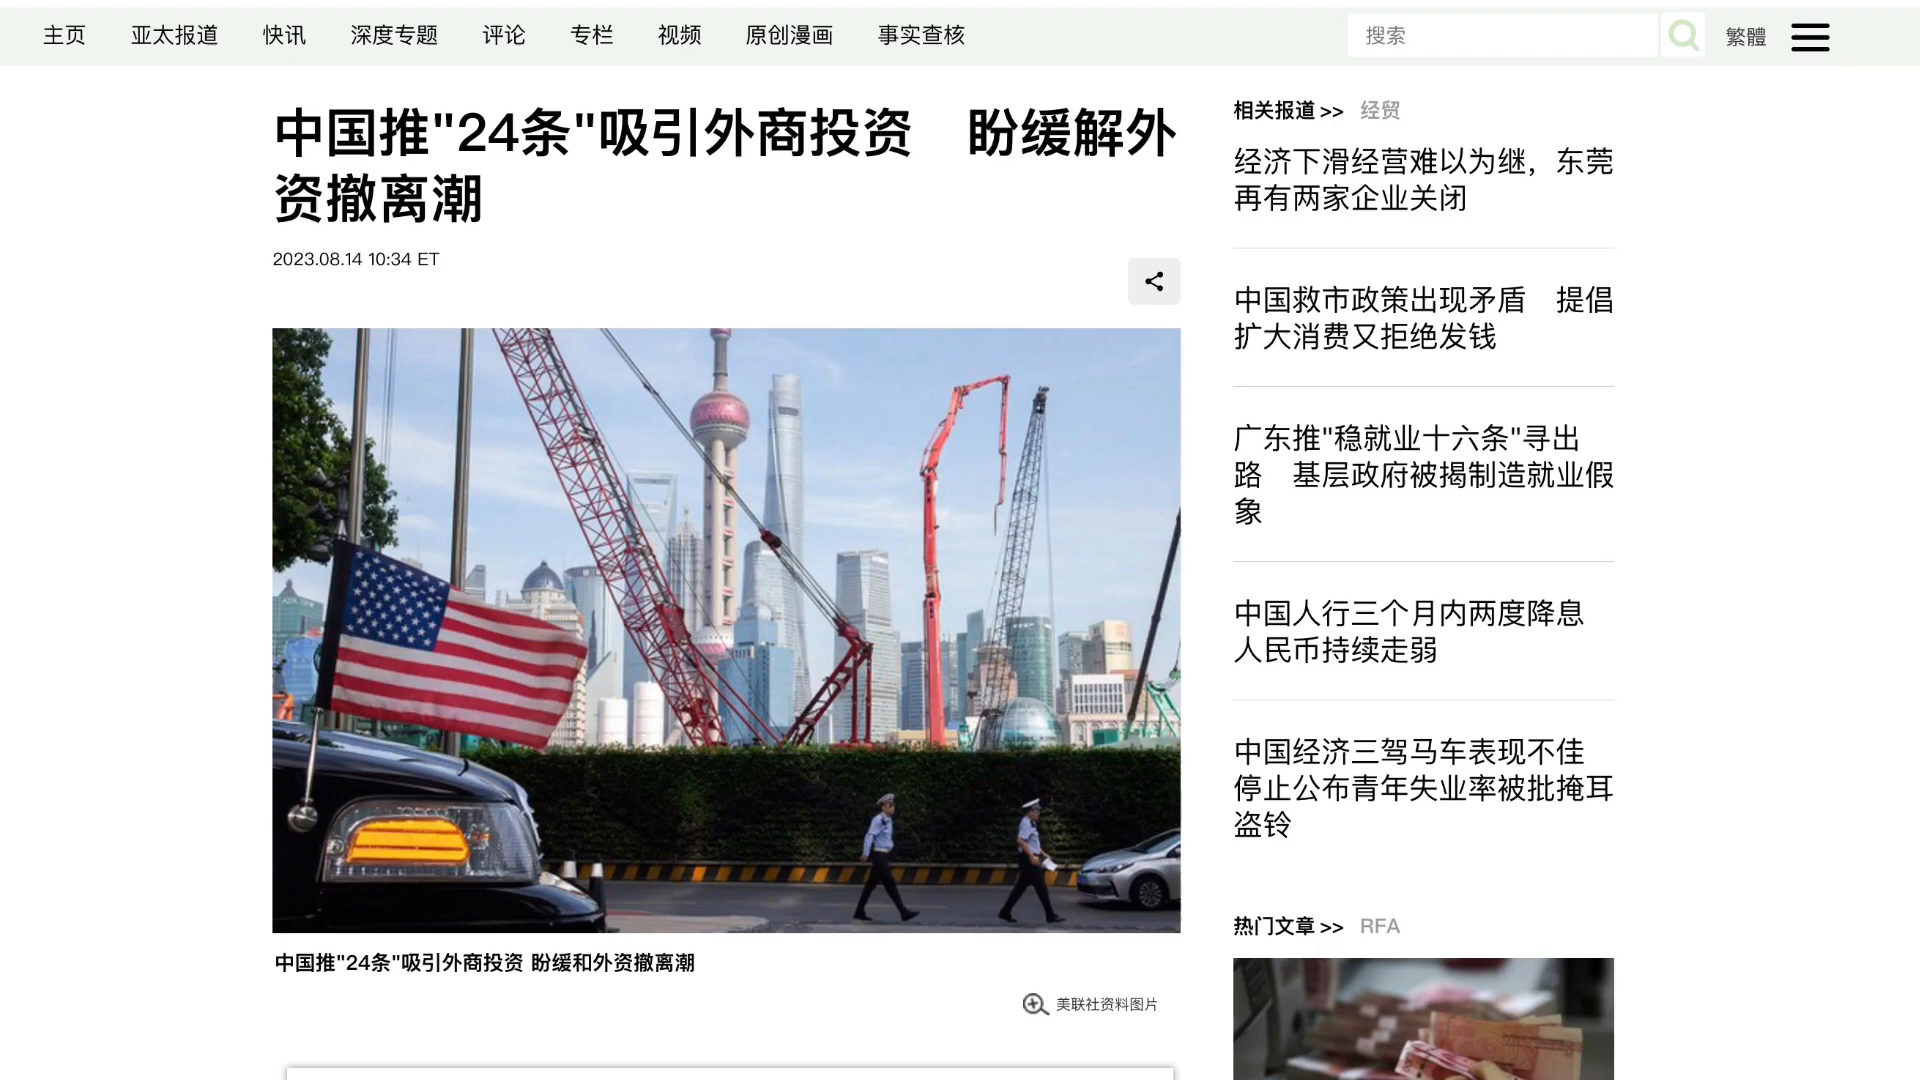 主页 亚太报道 快讯 深度专题 评论 专栏 视频 原创漫画 事实查核 搜索 繁體
中国推"24条"吸引外商投资　盼缓解外
资撤离潮
2023.08.14 10:34 ET
中国推"24条"吸引外商投资 盼缓和外资撤离潮
美联社资料图片
相关报道 >> 经贸
经济下滑经营难以为继，东莞
再有两家企业关闭
中国救市政策出现矛盾　提倡
扩大消费又拒绝发钱
广东推"稳就业十六条"寻出
路　基层政府被揭制造就业假
象
中国人行三个月内两度降息
人民币持续走弱
中国经济三驾马车表现不佳
停止公布青年失业率被批掩耳
盗铃
热门文章 >> RFA